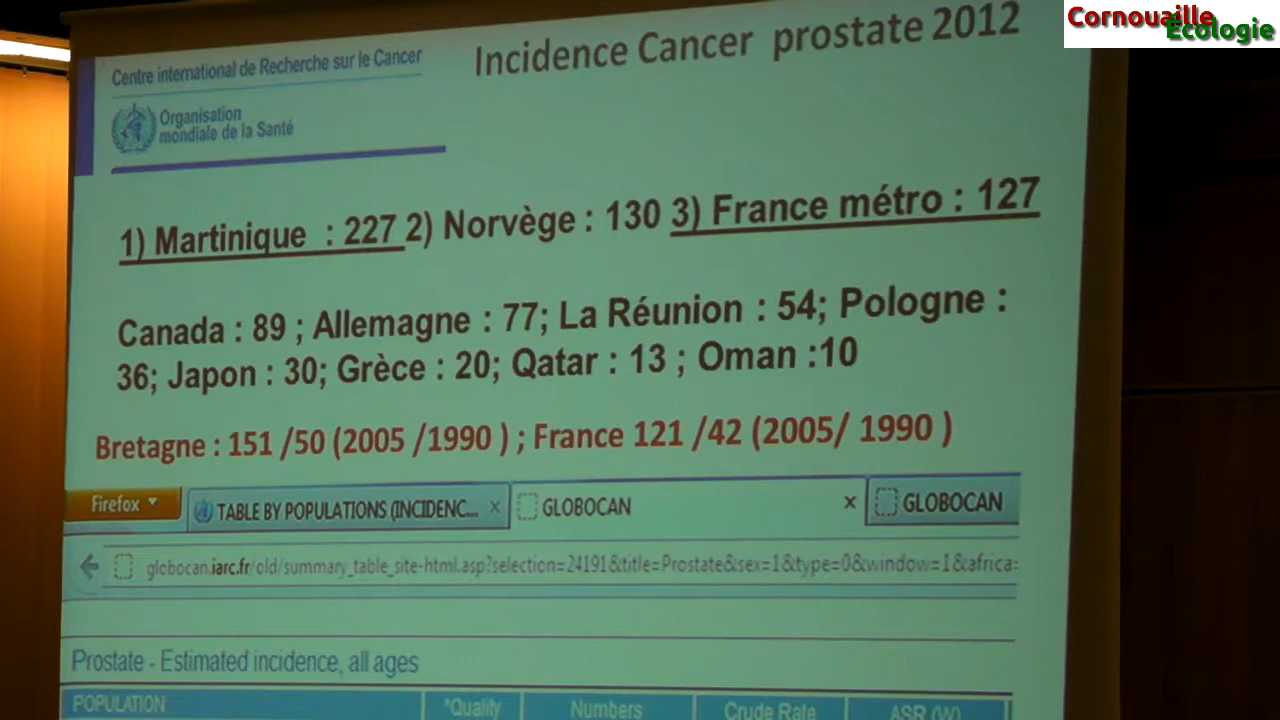 Cornouaille
Écologie
Incidence Cancer prostate 2012
Centre international de Recherche sur le Cancer
Organisation
mondiale de la Santé
1) Martinique : 227 2) Norvège : 130 3) France métro : 127
Canada : 89 ; Allemagne : 77; La Réunion : 54; Pologne :
36; Japon : 30; Grèce : 20; Qatar : 13 ; Oman :10
Bretagne : 151 /50 (2005 /1990 ) ; France 121 /42 (2005/ 1990 )
Firefox TABLE BY POPULATIONS (INCIDENC... x GLOBOCAN x GLOBOCAN
globocan.iarc.fr/old/summary_table_site-html.asp?selection=24191&title=Prostate&sex=1&type=0&window=1&africa=
Prostate - Estimated incidence, all ages
POPULATION *Quality Numbers Crude Rate ASR (W)